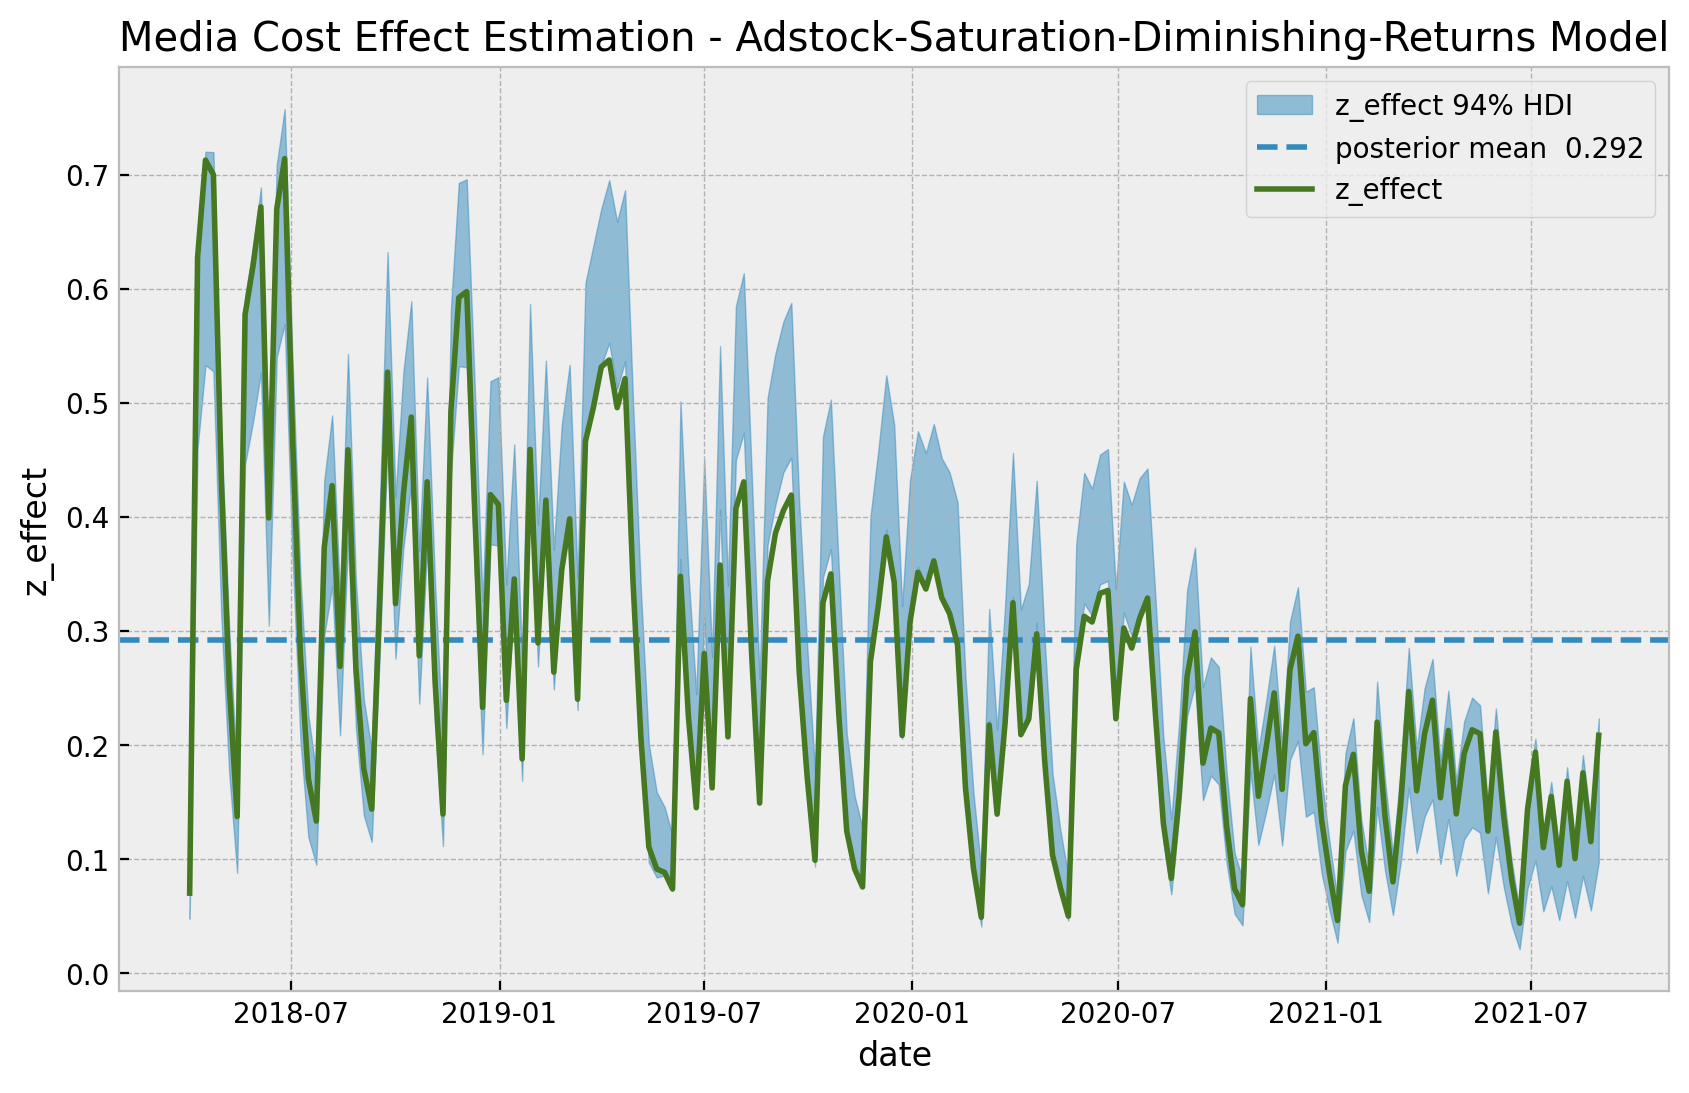 Media Cost Effect Estimation - Adstock-Saturation-Diminishing-Returns Model
z_effect 94% HDI
posterior mean  0.292
z_effect
z_effect
0.7
0.6
0.5
0.4
0.3
0.2
0.1
0.0
2018-07
2019-01
2019-07
2020-01
2020-07
2021-01
2021-07
date